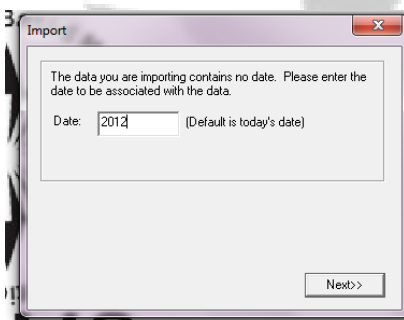 Import
The data you are importing contains no date. Please enter the
date to be associated with the data.
Date: 2012 (Default is today's date)
Next>>